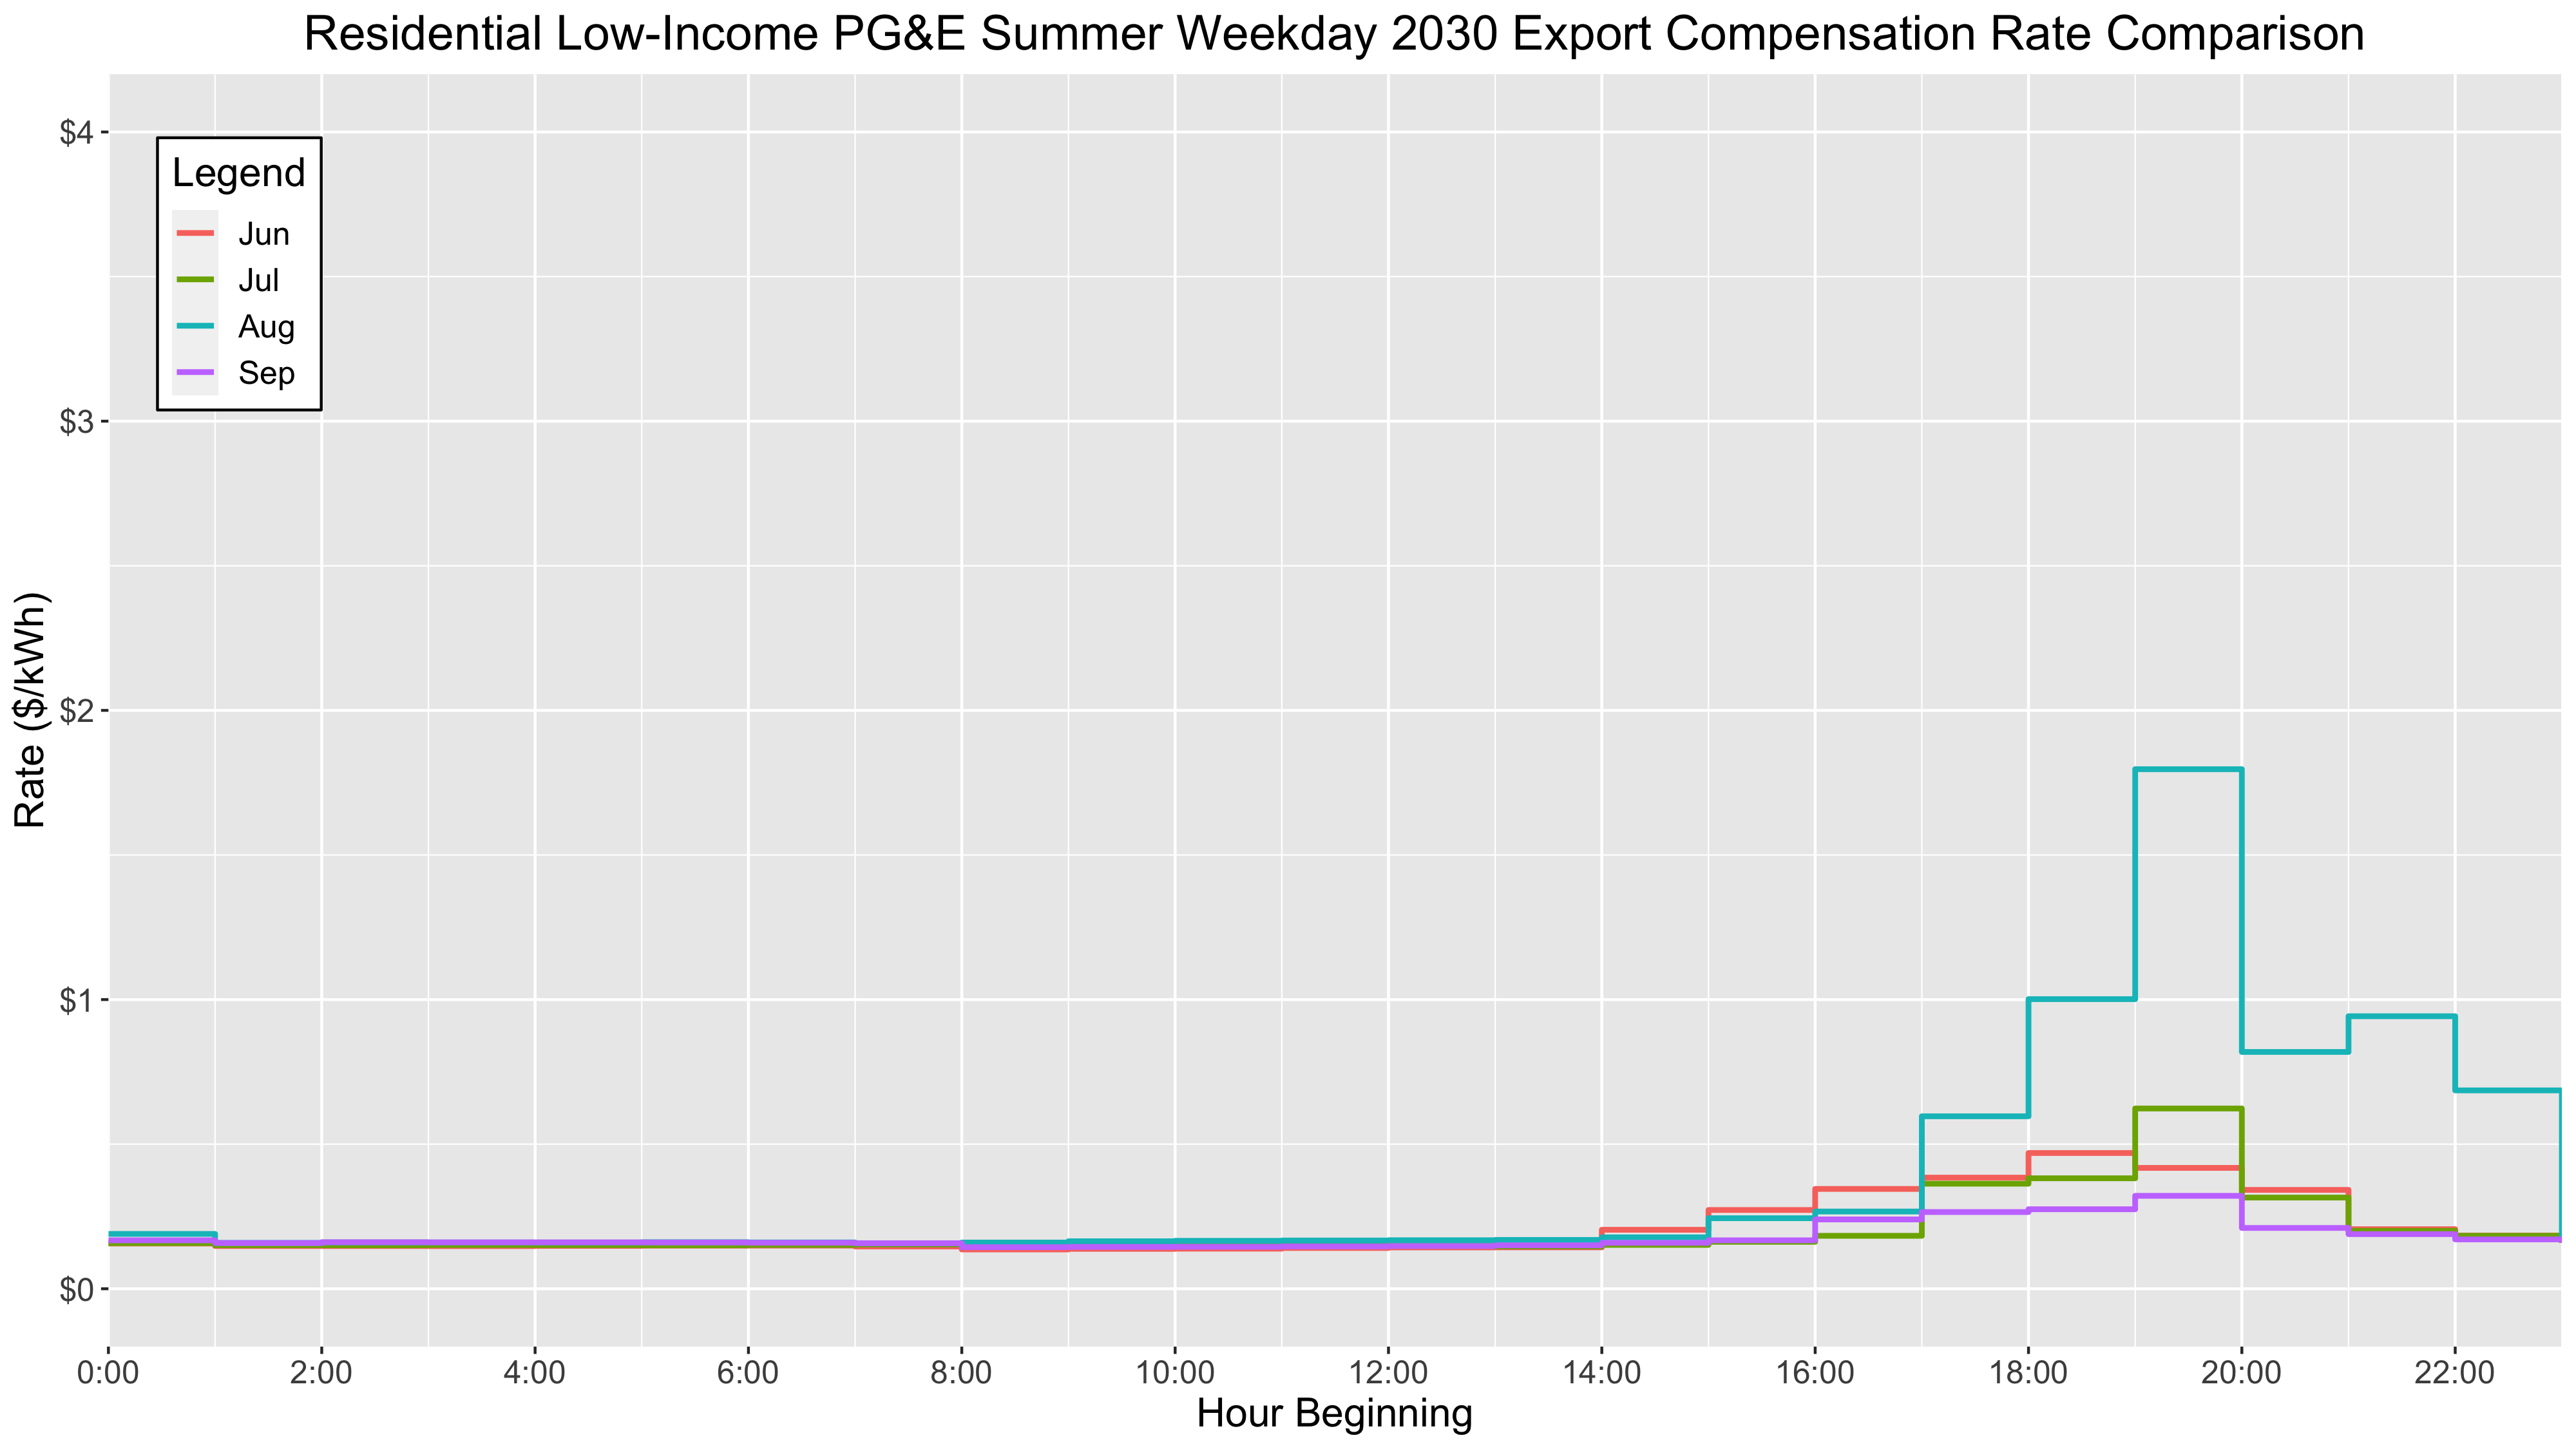 Residential Low-Income PG&E Summer Weekday 2030 Export Compensation Rate Comparison
$4
Legend
Jun
Jul
Aug
Sep
$3
Rate ($/kWh)
$2
$1
$0
0:00 2:00 4:00 6:00 8:00 10:00 12:00 14:00 16:00 18:00 20:00 22:00
Hour Beginning